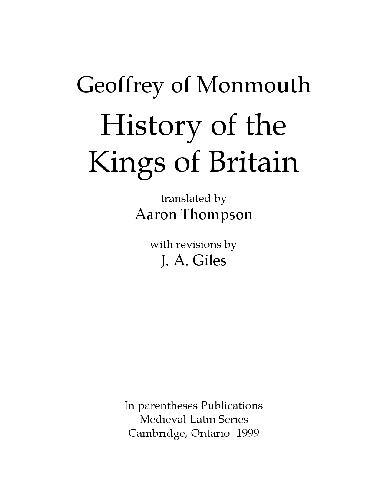 Geoffrey of Monmouth
History of the
Kings of Britain
translated by
Aaron Thompson
with revisions by
J. A. Giles
In parentheses Publications
Medieval Latin Series
Cambridge, Ontario 1999